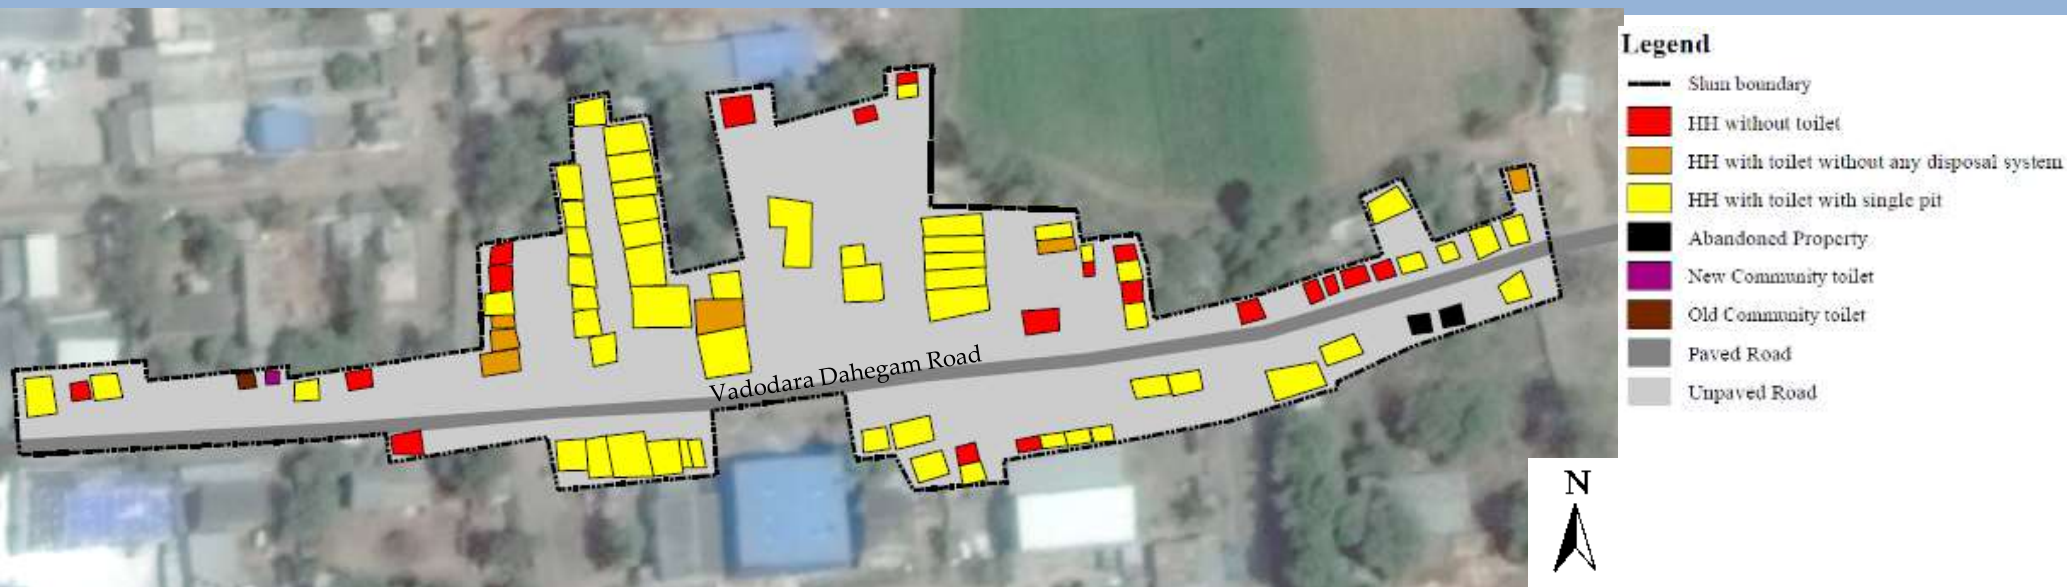 Legend
Slum boundary
HH without toilet
HH with toilet without any disposal system
HH with toilet with single pit
Abandoned Property
New Community toilet
Old Community toilet
Paved Road
Unpaved Road
Vadodara Dahegam Road
N